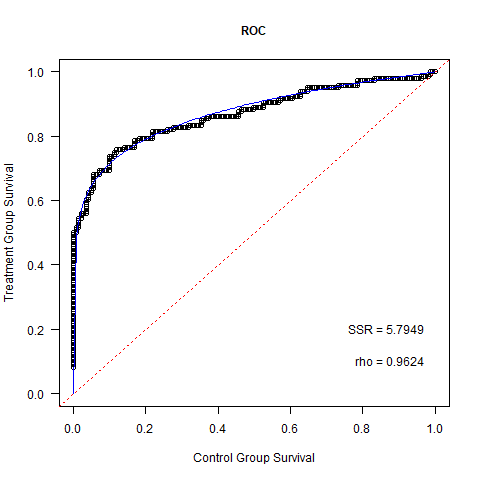 ROC
Treatment Group Survival
1.0
0.8
0.6
0.4
0.2
0.0
SSR = 5.7949
rho = 0.9624
0.0 0.2 0.4 0.6 0.8 1.0
Control Group Survival